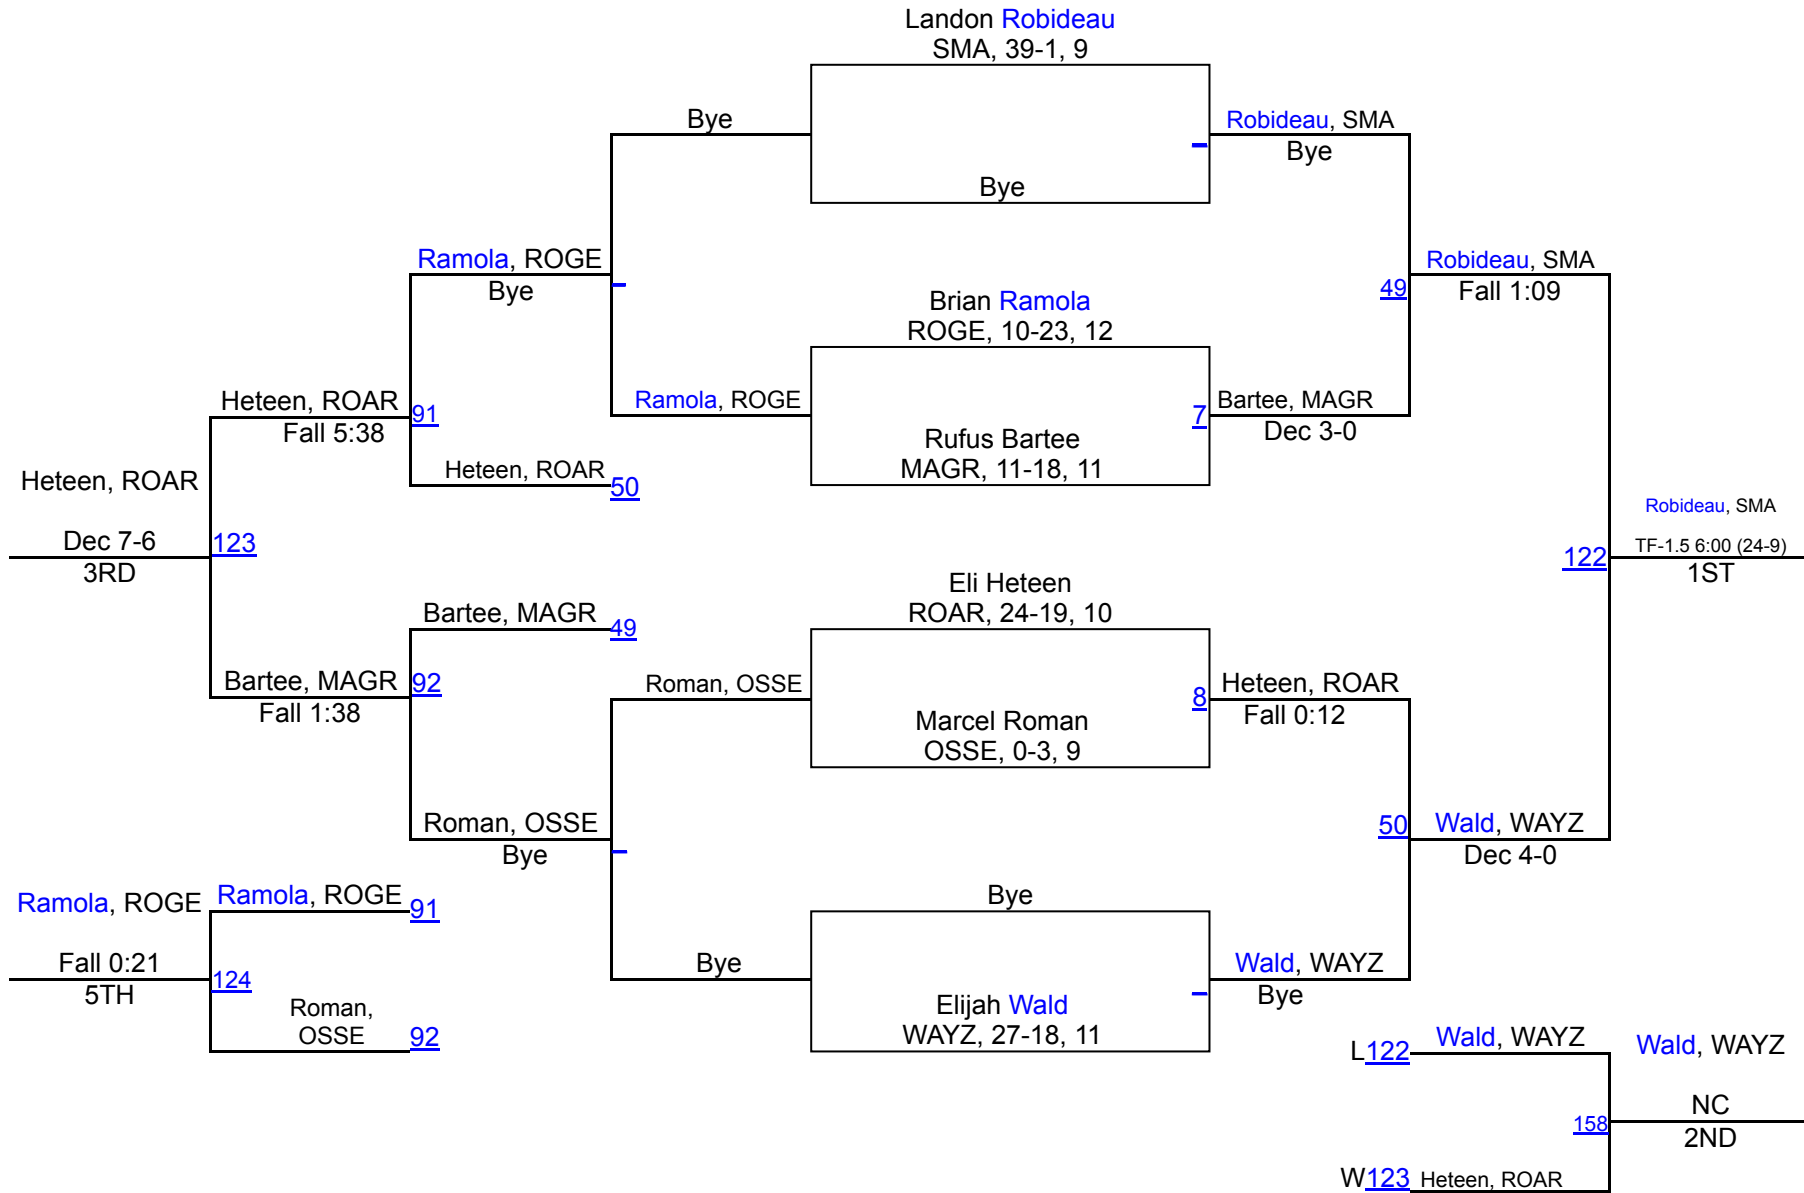 Landon Robideau
SMA, 39-1, 9
Bye
Robideau, SMA
Bye
Bye
Ramola, ROGE
Bye
Robideau, SMA
49
Fall 1:09
Brian Ramola
ROGE, 10-23, 12
Heteen, ROAR
91
Fall 5:38
Ramola, ROGE
7
Bartee, MAGR
Dec 3-0
Rufus Bartee
MAGR, 11-18, 11
Heteen, ROAR
50
Heteen, ROAR
Dec 7-6
123
3RD
Robideau, SMA
TF-1.5 6:00 (24-9)
122
1ST
Eli Heteen
ROAR, 24-19, 10
Bartee, MAGR
49
Bartee, MAGR
92
Fall 1:38
Roman, OSSE
8
Heteen, ROAR
Fall 0:12
Marcel Roman
OSSE, 0-3, 9
Roman, OSSE
Bye
50
Wald, WAYZ
Dec 4-0
Ramola, ROGE
Ramola, ROGE
91
Bye
Fall 0:21
124
5TH
Roman,
OSSE
92
Bye
Wald, WAYZ
Bye
Elijah Wald
WAYZ, 27-18, 11
L122
Wald, WAYZ
Wald, WAYZ
NC
158
2ND
W123
Heteen, ROAR